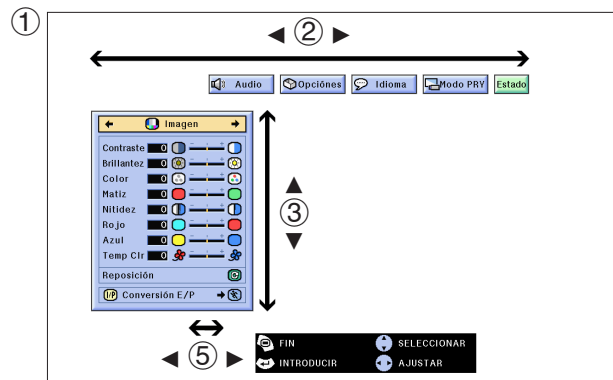 ①
◄ ② ►
Audio Opciónes Idioma Modo PRY Estado
Imagen
Contraste 0
Brillantez 0
Color 0
Matiz 0
Nitidez 0
Rojo 0
Azul 0
Temp Clr 0
Reposición
I/P Conversión E/P
▲
③
▼
◄ ⑤ ►
FIN SELECCIONAR
INTRODUCIR AJUSTAR